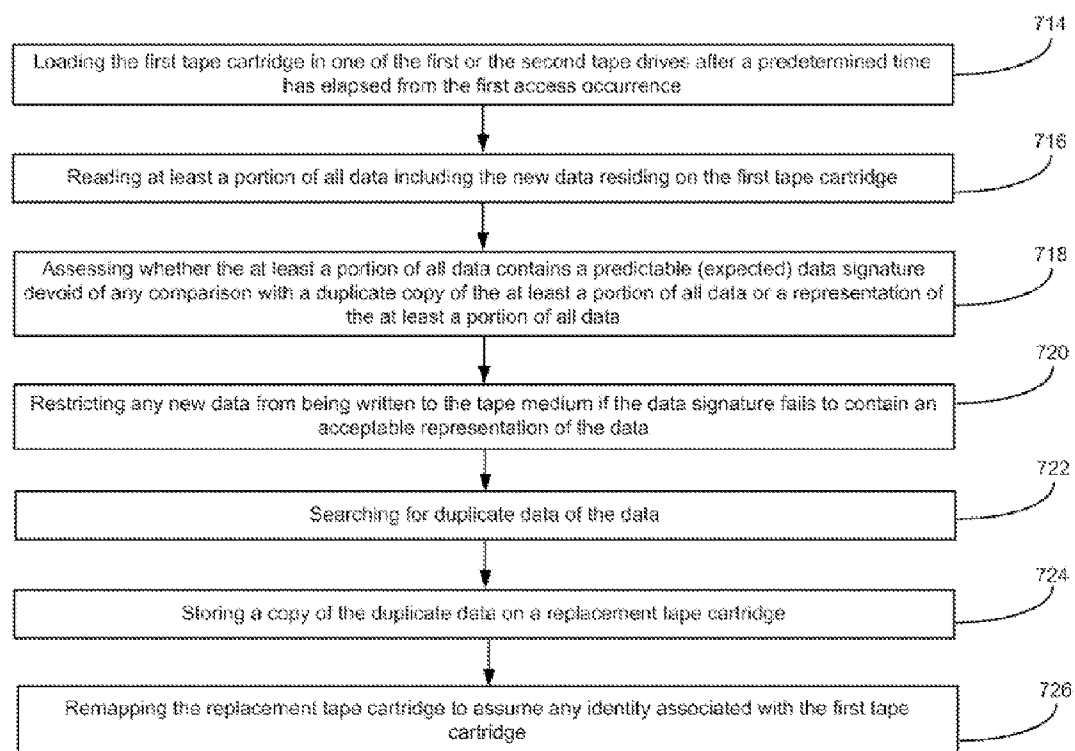 714
Loading the first tape cartridge in one of the first or the second tape drives after a predetermined time
has elapsed from the first access occurrence
716
Reading at least a portion of all data including the new data residing on the first tape cartridge
718
Assessing whether the at least a portion of all data contains a predictable (expected) data signature
devoid of any comparison with a duplicate copy of the at least a portion of all data or a representation of
the at least a portion of all data
720
Restricting any new data from being written to the tape medium if the data signature fails to contain an
acceptable representation of the data
722
Searching for duplicate data of the data
724
Storing a copy of the duplicate data on a replacement tape cartridge
726
Remapping the replacement tape cartridge to assume any identity associated with the first tape
cartridge